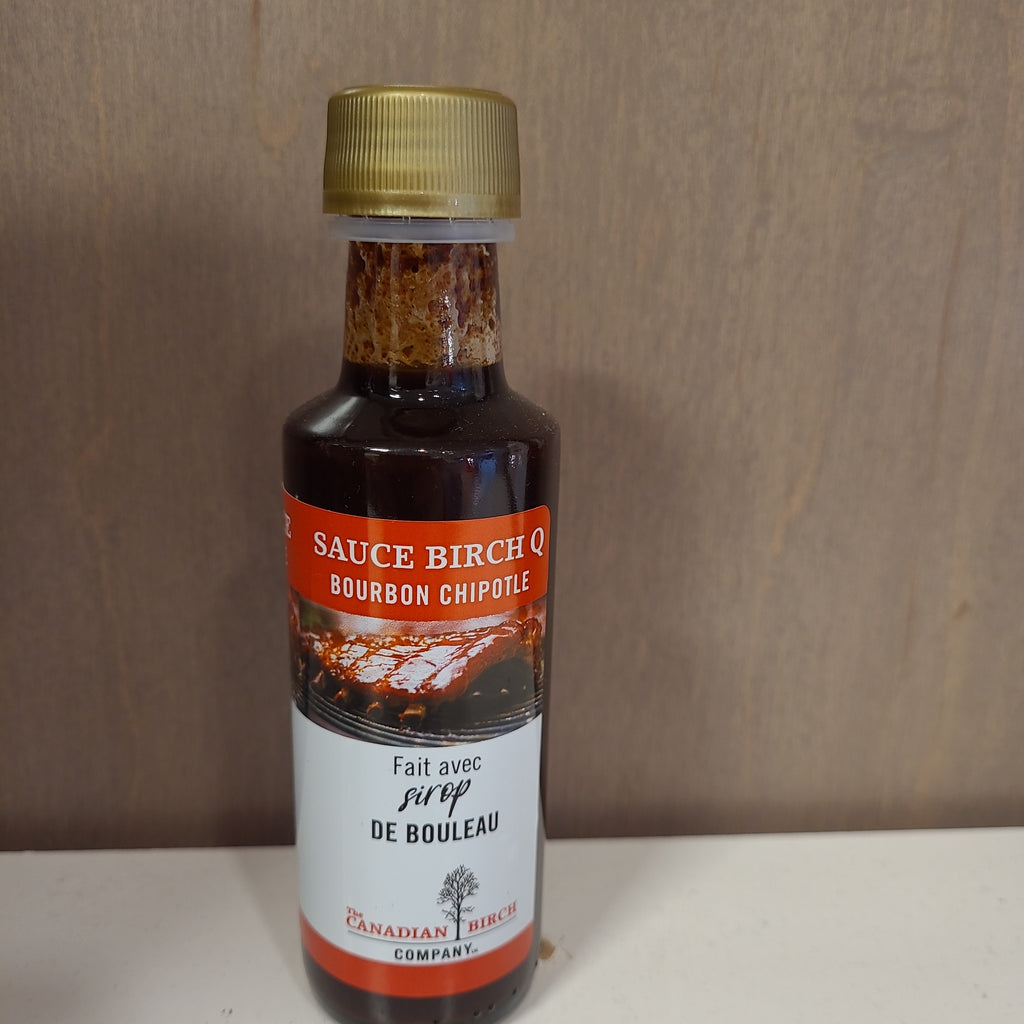 SAUCE BIRCH Q
BOURBON CHIPOTLE
Fait avec
sirop
DE BOULEAU
The
CANADIAN BIRCH
COMPANY